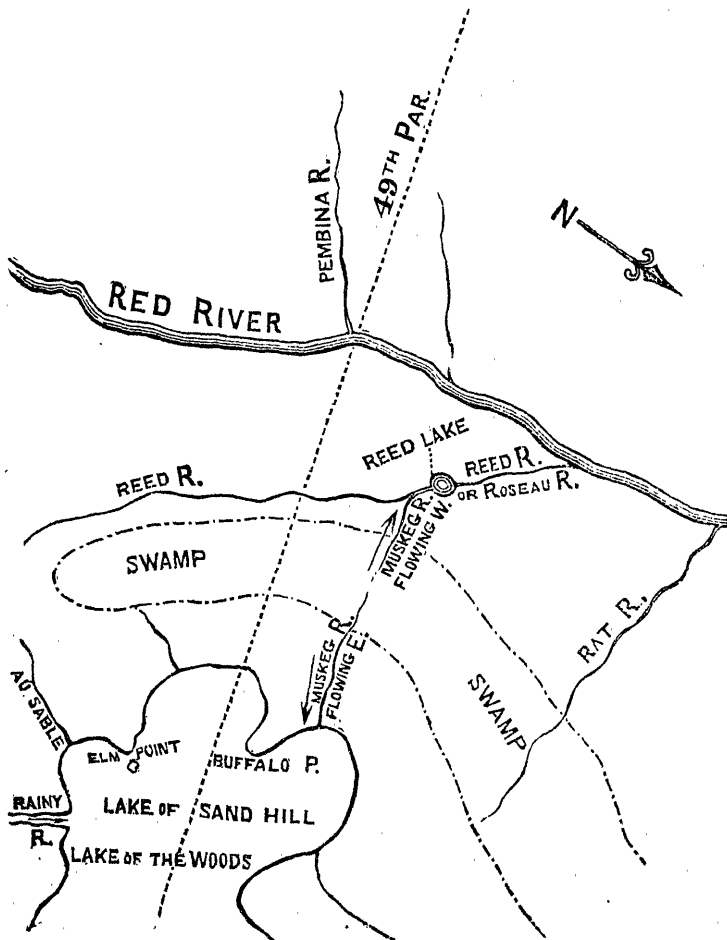 49TH PAR.
PEMBINA R.
N
RED RIVER
REED LAKE
REED R.
REED R.
OR ROSEAU R.
MUSKEG R.
FLOWING W.
SWAMP
MUSKEG R.
FLOWING E.
RAT R.
SWAMP
AU SABLE
ELM POINT
BUFFALO P.
RAINY
R.
LAKE OF SAND HILL
LAKE OF THE WOODS